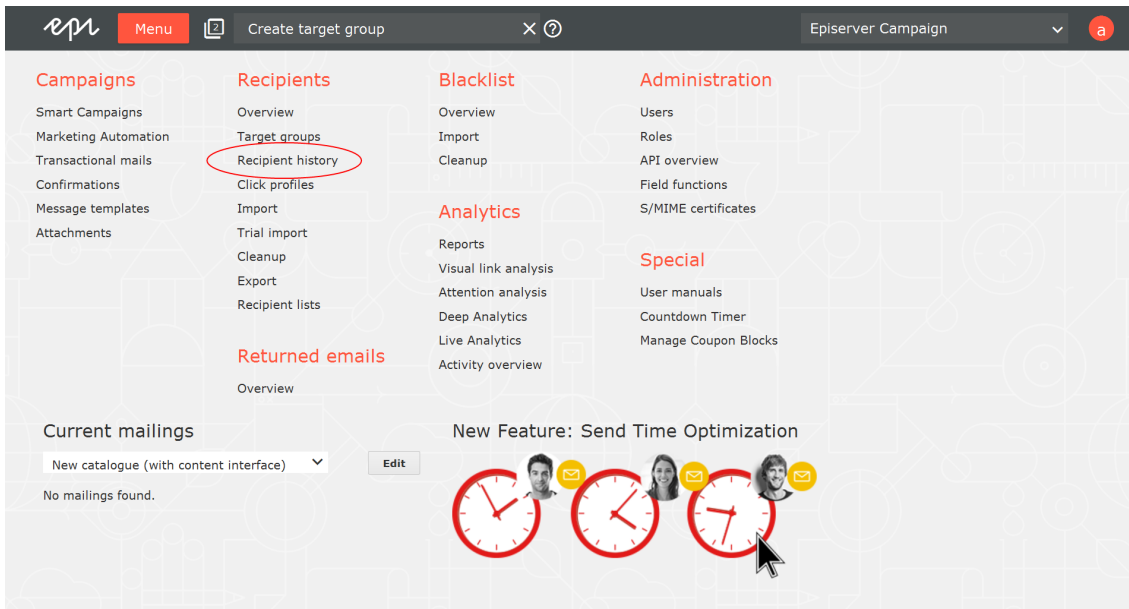 epi Menu 2 Create target group Episerver Campaign a
Campaigns
Smart Campaigns
Marketing Automation
Transactional mails
Confirmations
Message templates
Attachments
Recipients
Overview
Target groups
Recipient history
Click profiles
Import
Trial import
Cleanup
Export
Recipient lists
Returned emails
Overview
Blacklist
Overview
Import
Cleanup
Analytics
Reports
Visual link analysis
Attention analysis
Deep Analytics
Live Analytics
Activity overview
Administration
Users
Roles
API overview
Field functions
S/MIME certificates
Special
User manuals
Countdown Timer
Manage Coupon Blocks
Current mailings
New catalogue (with content interface) Edit
No mailings found.
New Feature: Send Time Optimization